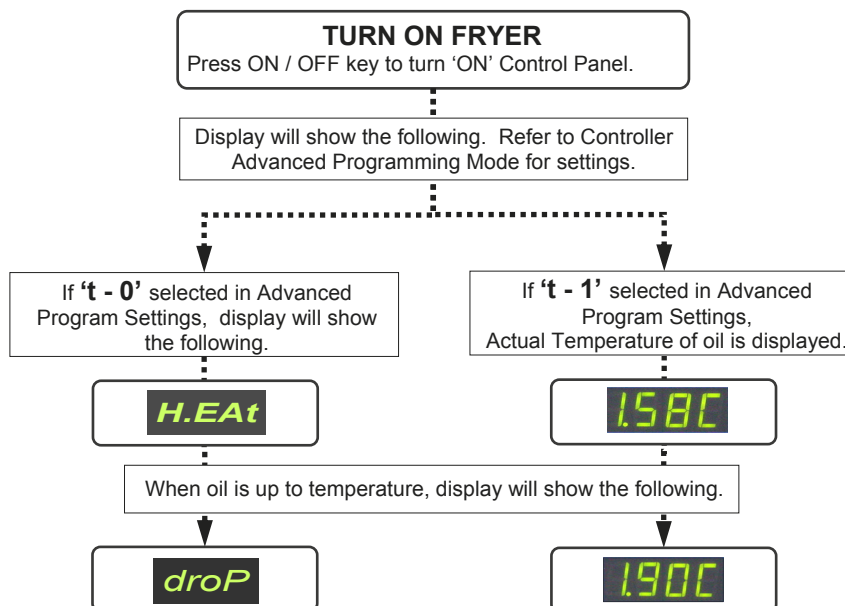 TURN ON FRYER
Press ON / OFF key to turn ‘ON’ Control Panel.
Display will show the following.  Refer to Controller
Advanced Programming Mode for settings.
If ‘t - 0’ selected in Advanced
Program Settings,  display will show
the following.
If ‘t - 1’ selected in Advanced
Program Settings,
Actual Temperature of oil is displayed.
H.EAt
1.58C
When oil is up to temperature, display will show the following.
droP
1.90C